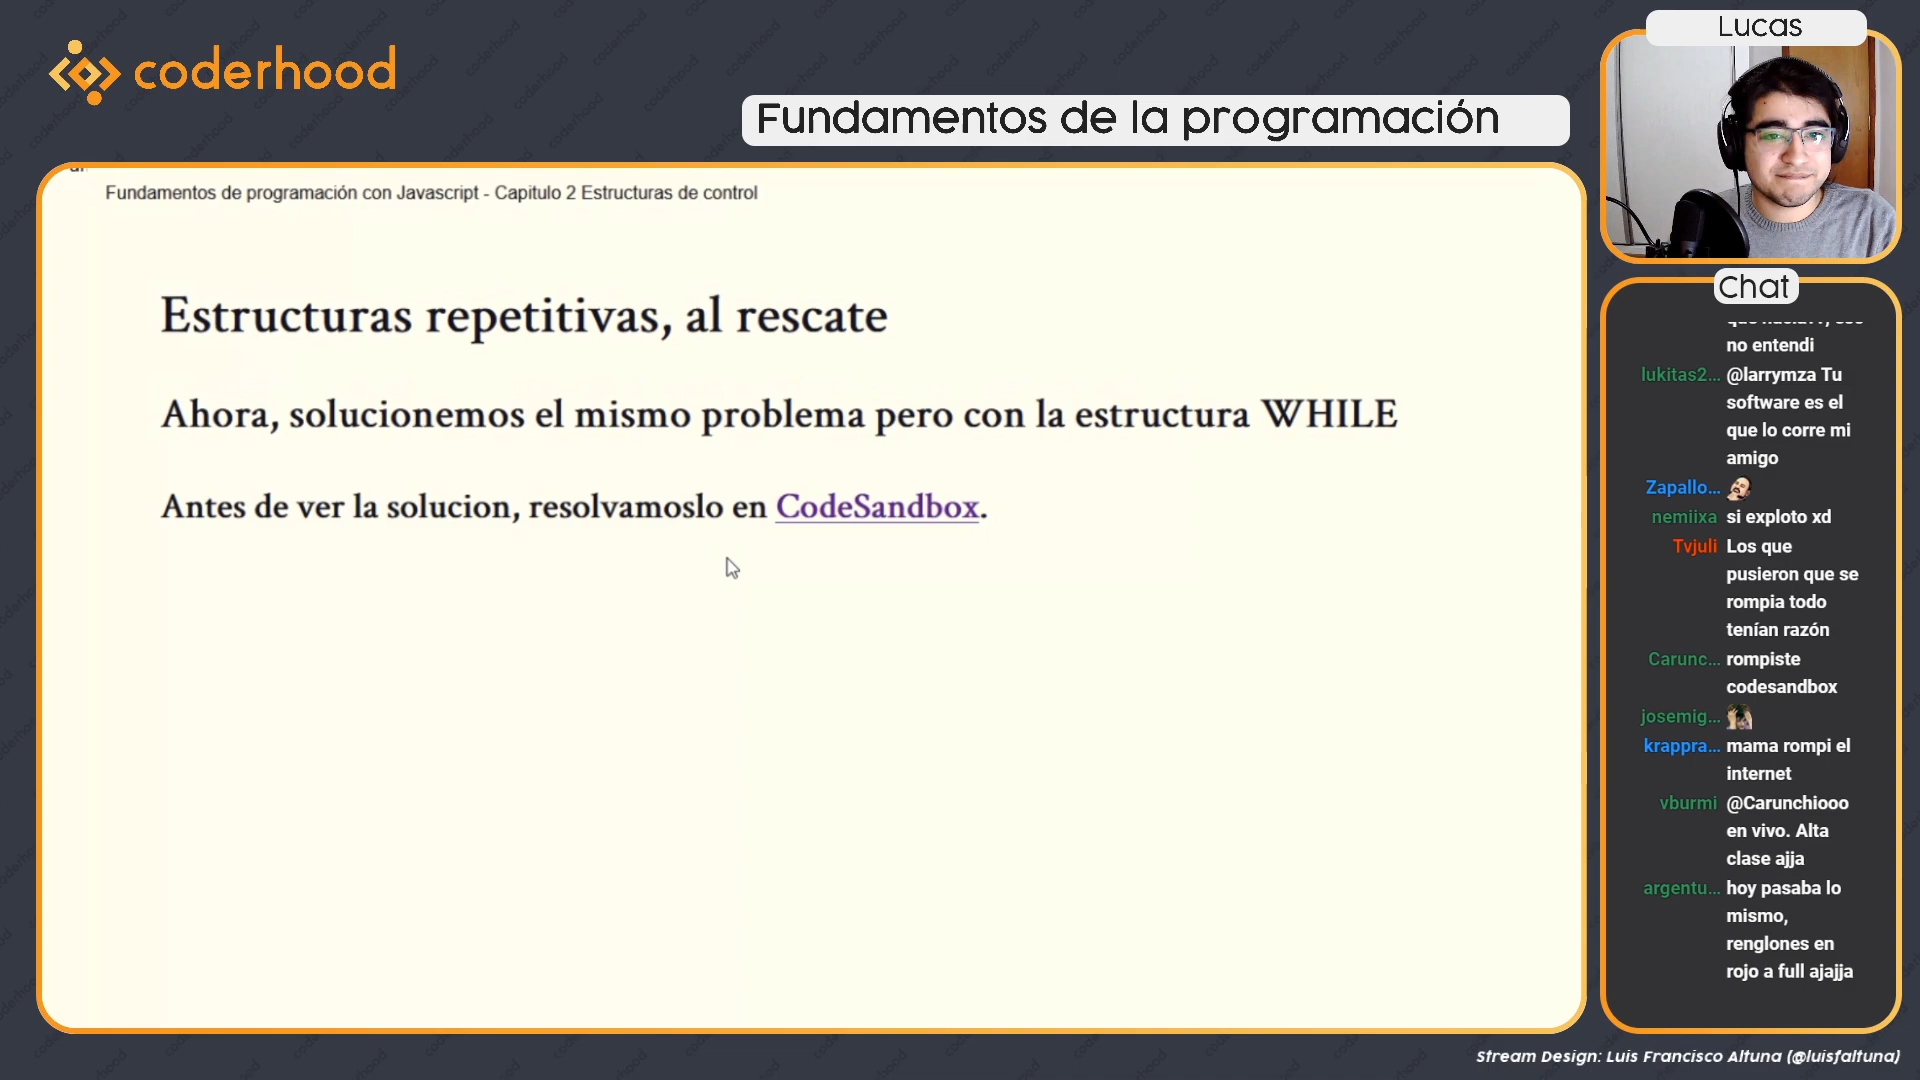 coderhood
Fundamentos de la programación
Fundamentos de programación con Javascript - Capitulo 2 Estructuras de control
Estructuras repetitivas, al rescate
Ahora, solucionemos el mismo problema pero con la estructura WHILE
Antes de ver la solucion, resolvamoslo en CodeSandbox.
Lucas
Chat
no entendi
lukitas2... @larrymza Tu
software es el
que lo corre mi
amigo
Zapallo...
nemiixa si exploto xd
Tvjuli Los que
pusieron que se
rompia todo
tenían razón
Carunc... rompiste
codesandbox
josemig...
krappra... mama rompi el
internet
vburmi @Carunchiooo
en vivo. Alta
clase ajja
argentu... hoy pasaba lo
mismo,
renglones en
rojo a full ajajja
Stream Design: Luis Francisco Altuna (@luisfaltuna)